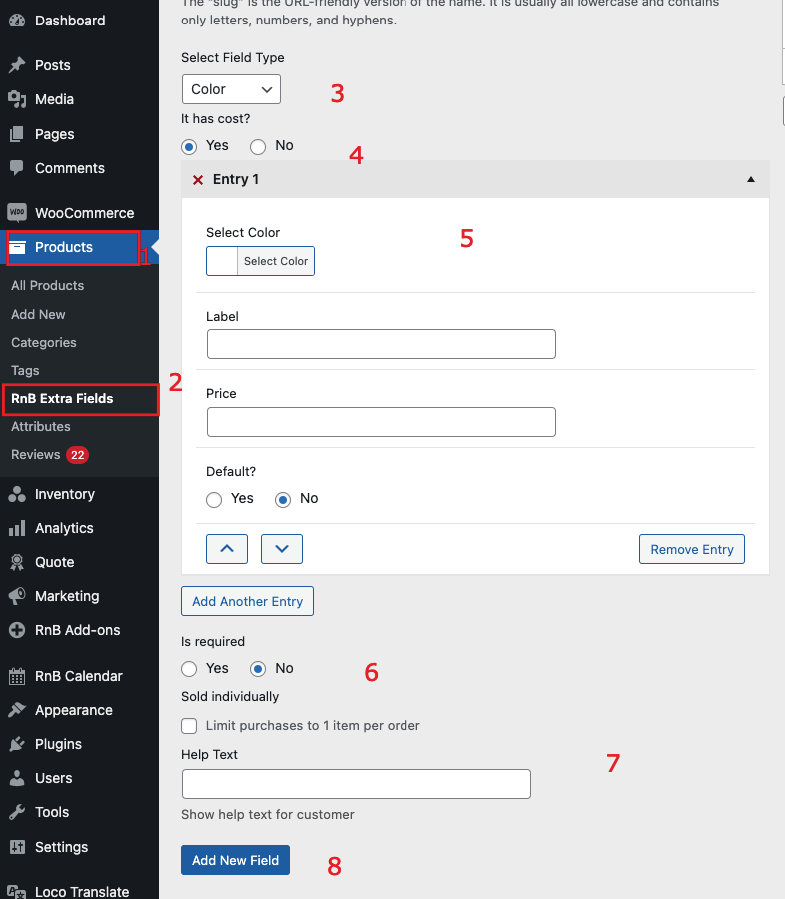 Dashboard
Posts
Media
Pages
Comments
WOO
WooCommerce
Products
1
All Products
Add New
Categories
Tags
2
RnB Extra Fields
Attributes
Reviews 22
Inventory
Analytics
Quote
Marketing
RnB Add-ons
RnB Calendar
Appearance
Plugins
Users
Tools
Settings
Loco Translate
The "slug" is the URL-friendly version of the name. It is usually all lowercase and contains
only letters, numbers, and hyphens.
Select Field Type
Color
3
It has cost?
Yes No
4
Entry 1
Select Color
5
Select Color
Label
Price
Default?
Yes No
Remove Entry
Add Another Entry
Is required
Yes No
6
Sold individually
Limit purchases to 1 item per order
Help Text
7
Show help text for customer
Add New Field
8